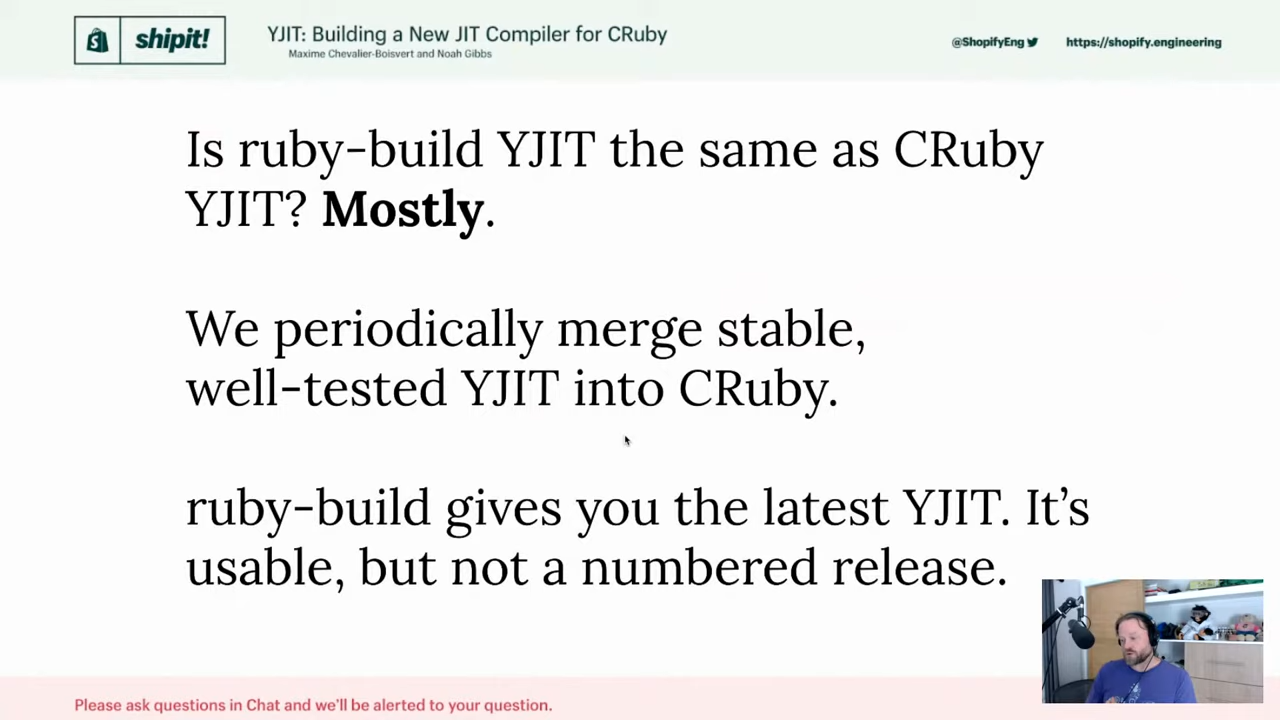 shipit!
YJIT: Building a New JIT Compiler for CRuby
Maxime Chevalier-Boisvert and Noah Gibbs
@ShopifyEng
https://shopify.engineering
Is ruby-build YJIT the same as CRuby
YJIT? Mostly.
We periodically merge stable,
well-tested YJIT into CRuby.
ruby-build gives you the latest YJIT. It’s
usable, but not a numbered release.
Please ask questions in Chat and we’ll be alerted to your question.